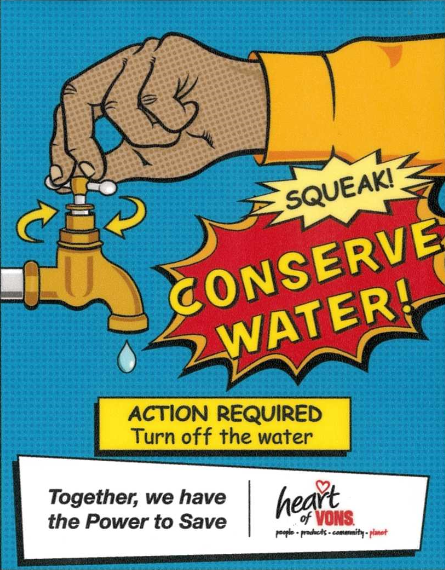 SQUEAK!
CONSERVE
WATER!
ACTION REQUIRED
Turn off the water
Together, we have
the Power to Save
heart
of VONS
people • products • community • planet